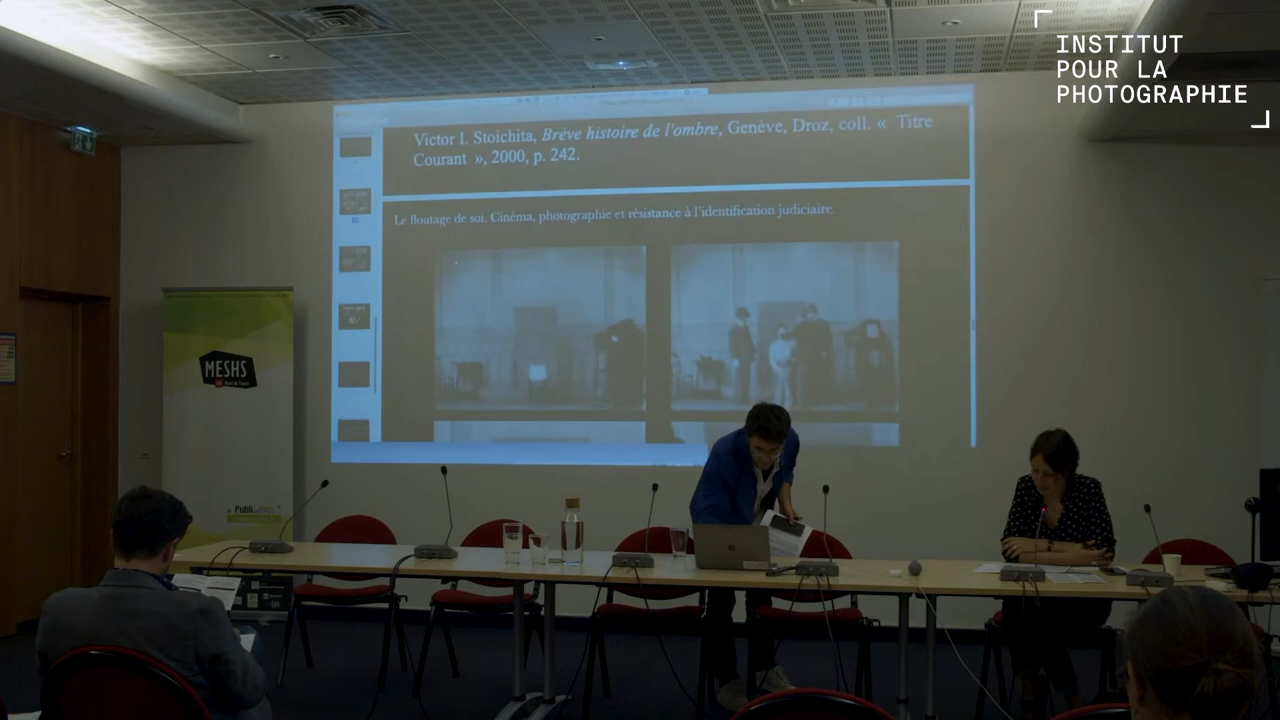 INSTITUT
POUR LA
PHOTOGRAPHIE
Victor I. Stoichita, Brève histoire de l'ombre, Genève, Droz, coll. « Titre
Courant », 2000, p. 242.
Le floutage de soi. Cinéma, photographie et résistance à l'identification judiciaire.
MESHS
Publi